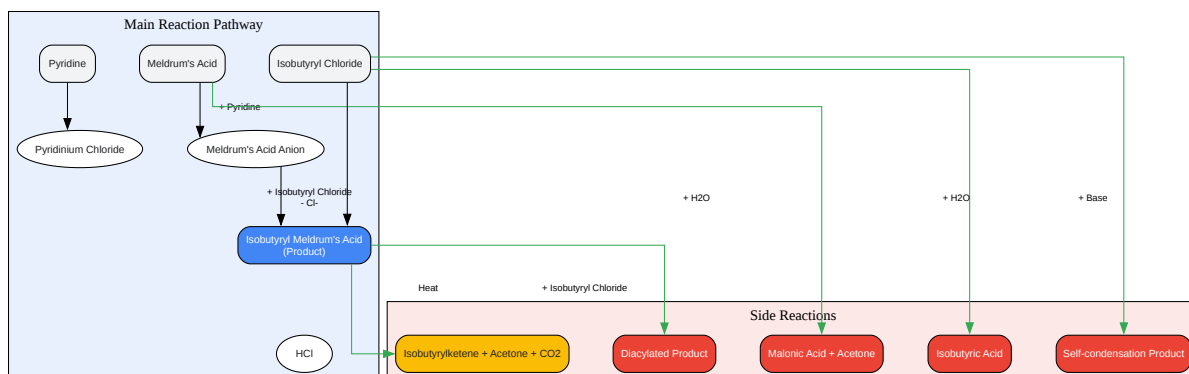 Main Reaction Pathway
Pyridine
Meldrum's Acid
Isobutyryl Chloride
+ Pyridine
Pyridinium Chloride
Meldrum's Acid Anion
+ Isobutyryl Chloride
- Cl-
+ H2O
+ H2O
+ Base
Isobutyryl Meldrum's Acid
(Product)
Heat
+ Isobutyryl Chloride
Side Reactions
HCl
Isobutyrylketene + Acetone + CO2
Diacylated Product
Malonic Acid + Acetone
Isobutyric Acid
Self-condensation Product